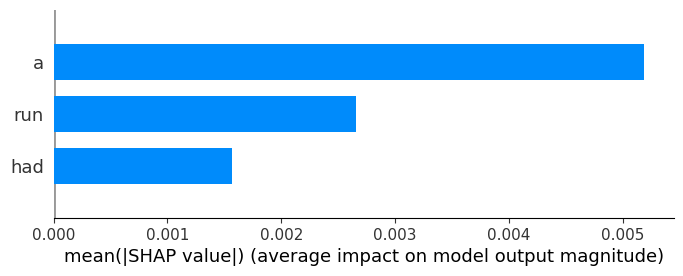 a
run
had
0.000 0.001 0.002 0.003 0.004 0.005
mean(|SHAP value|) (average impact on model output magnitude)